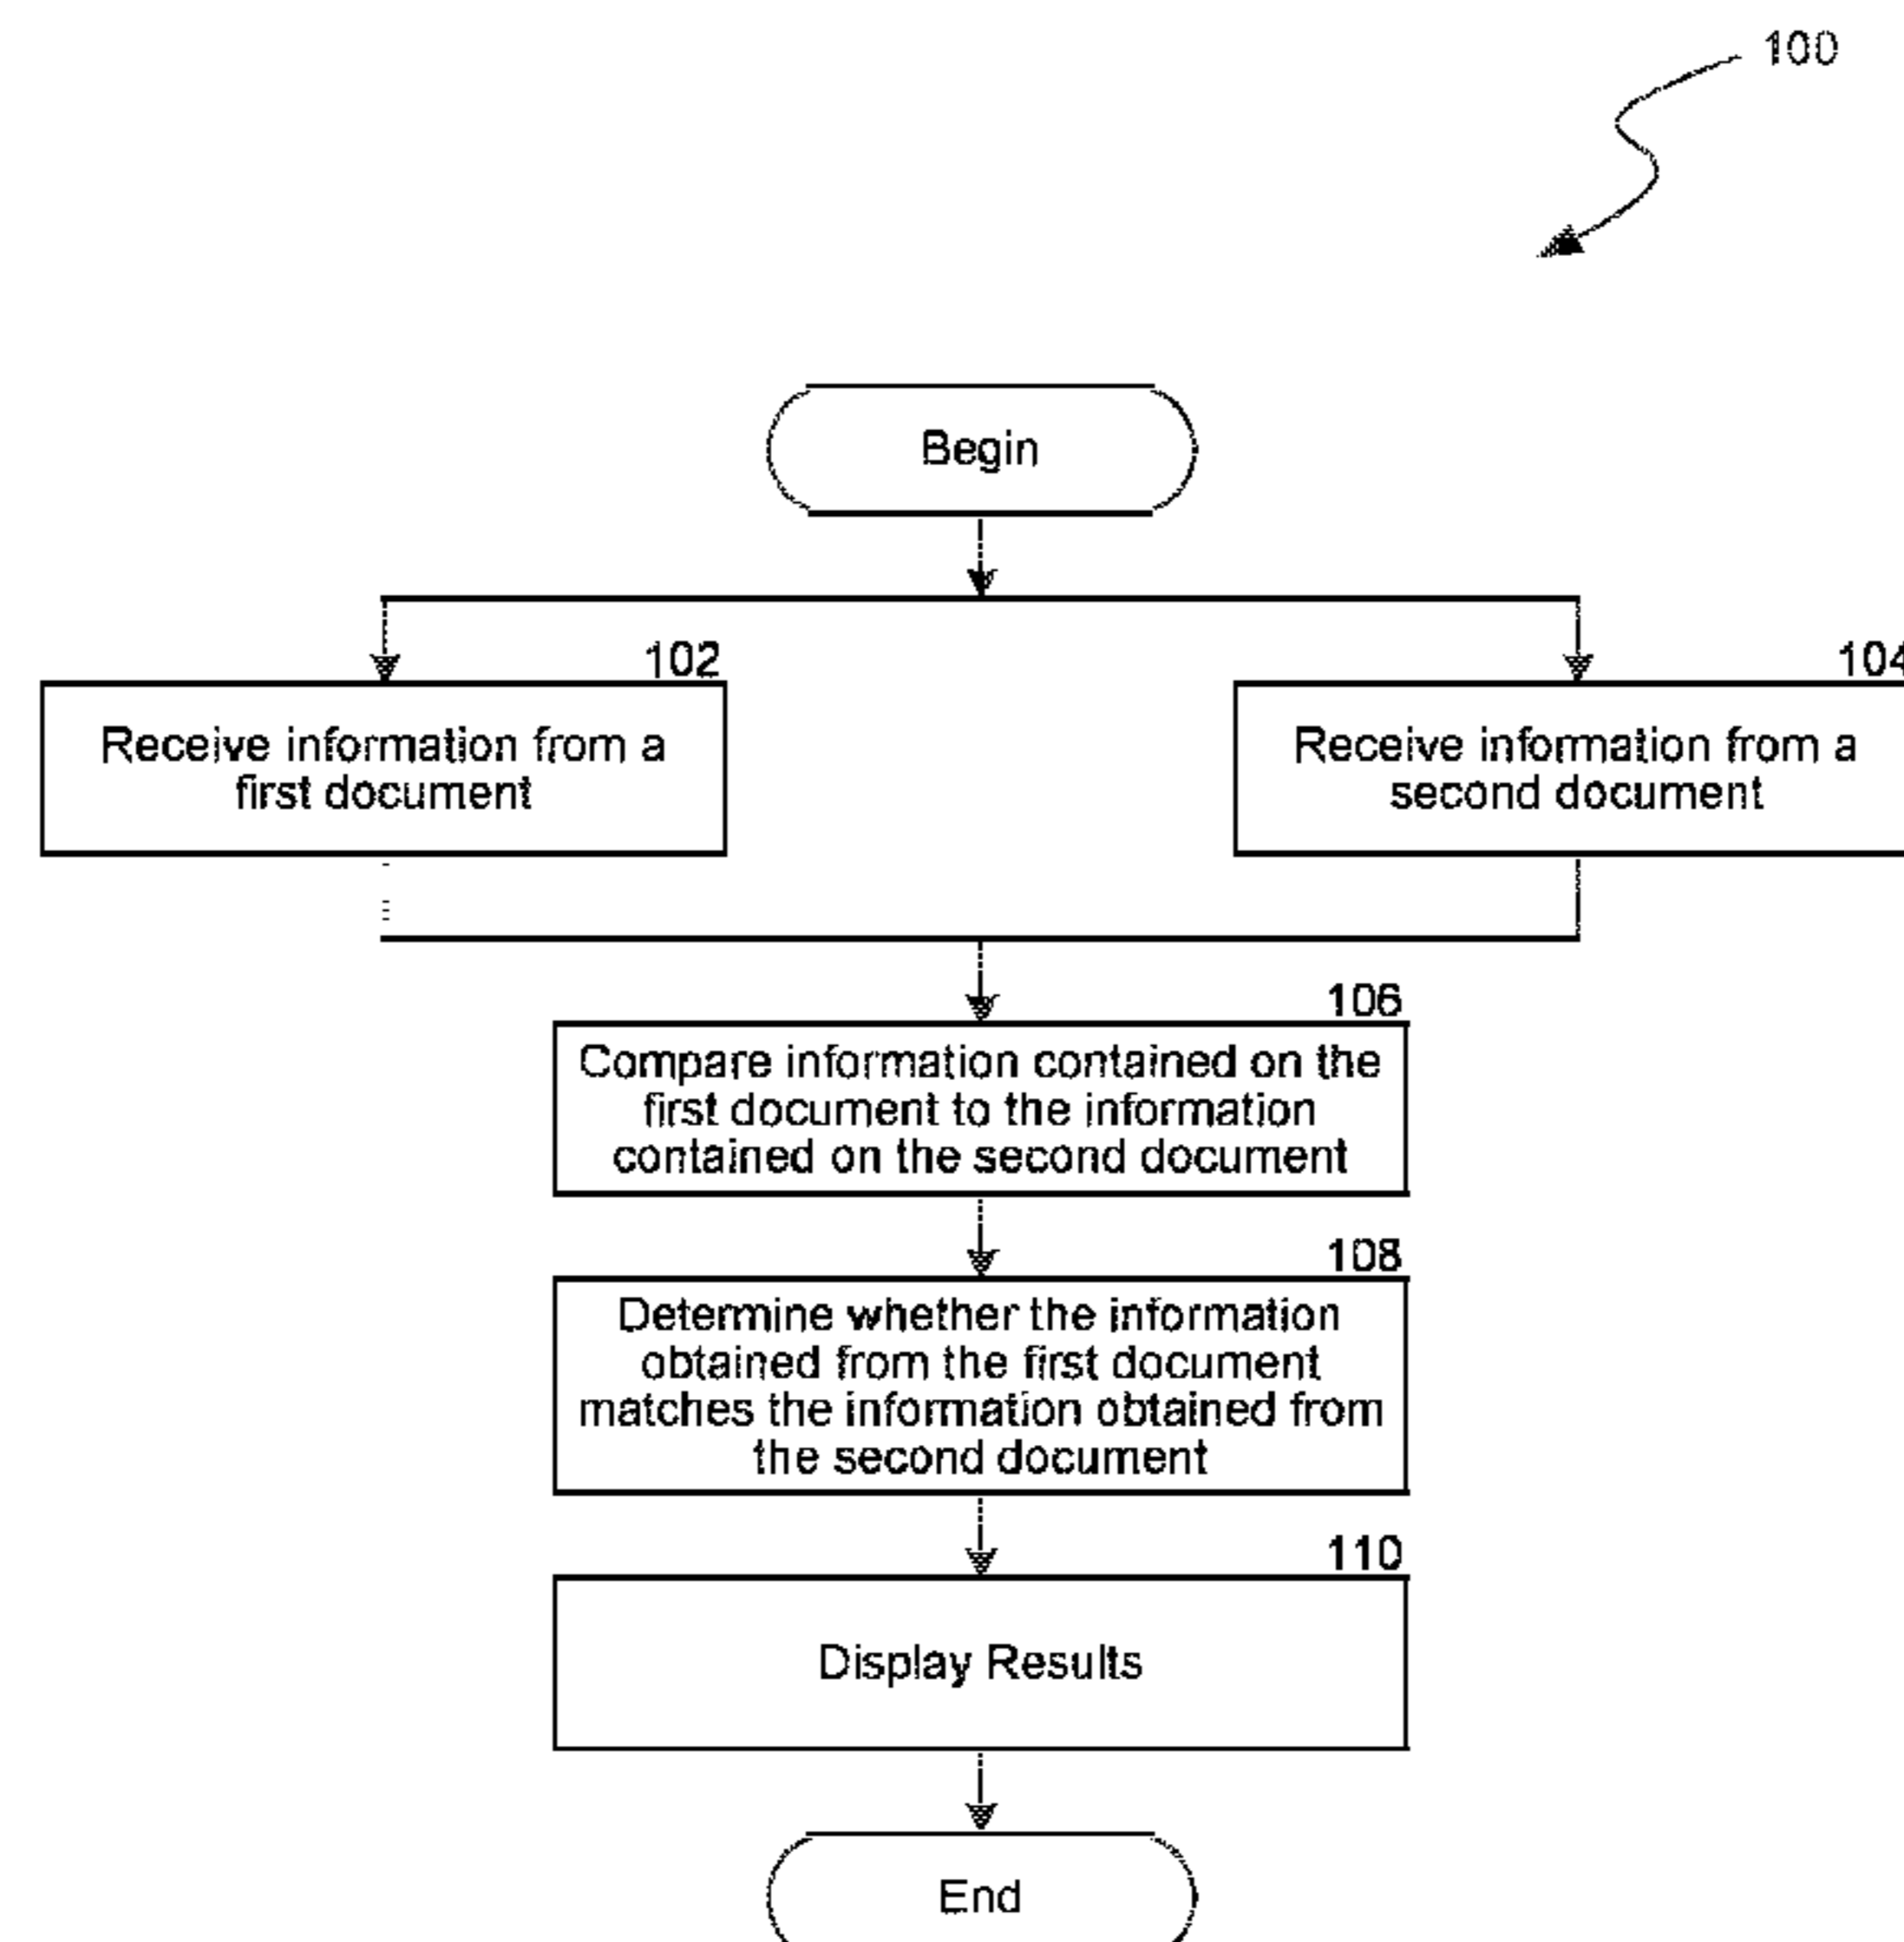 100
Begin
102
Receive information from a
first document
104
Receive information from a
second document
106
Compare information contained on the
first document to the information
contained on the second document
108
Determine whether the information
obtained from the first document
matches the information obtained from
the second document
110
Display Results
End